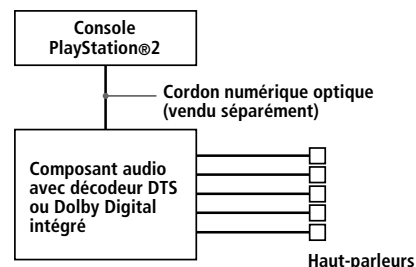 Console
PlayStation®2
Cordon numérique optique
(vendu séparément)
Composant audio
avec décodeur DTS
ou Dolby Digital
intégré
Haut-parleurs